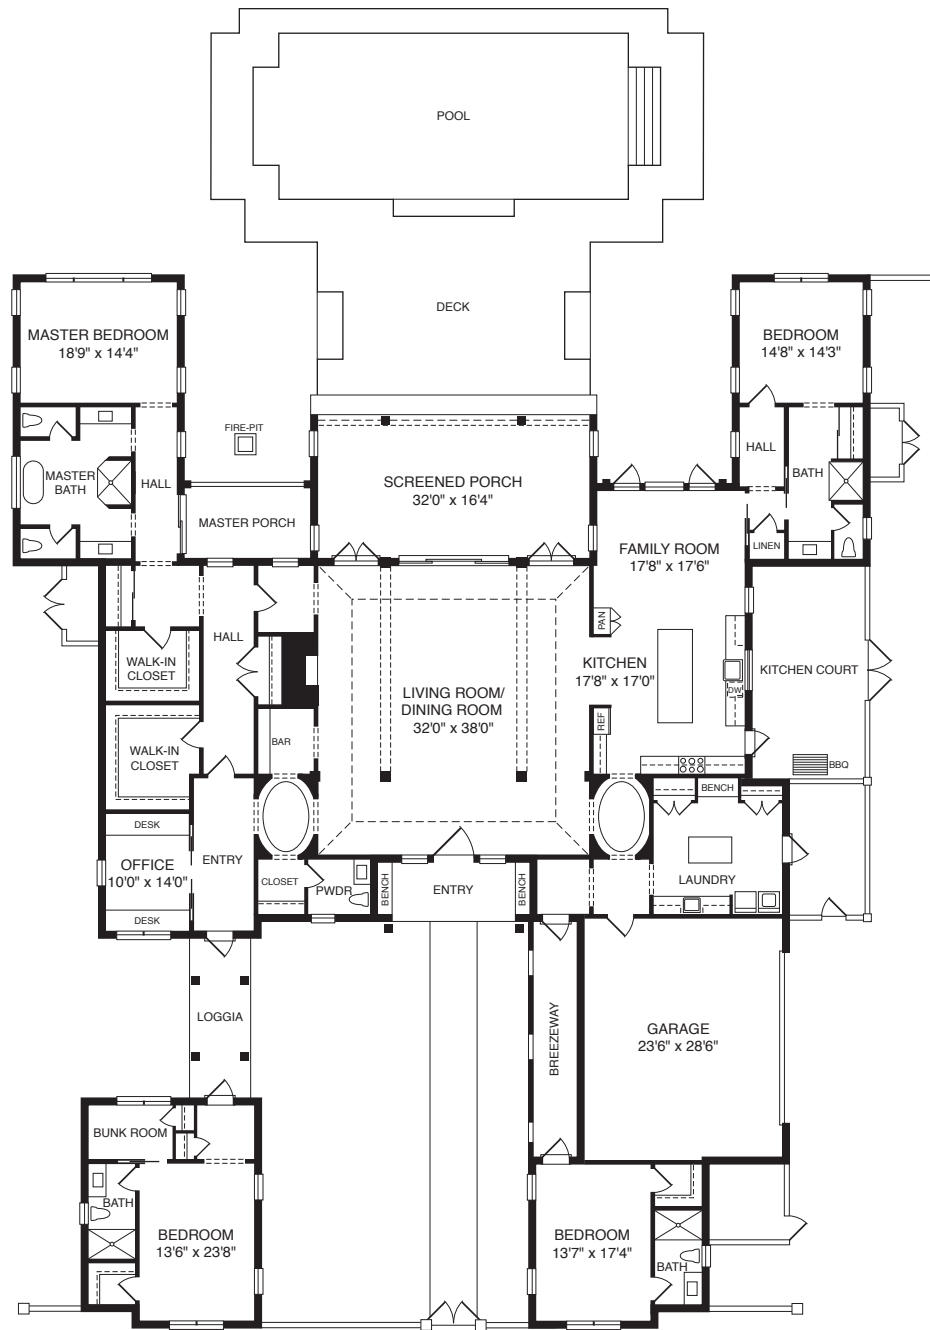 POOL
DECK
MASTER BEDROOM
18'9" x 14'4"
BEDROOM
14'8" x 14'3"
FIRE-PIT
MASTER
BATH
HALL
MASTER PORCH
SCREENED PORCH
32'0" x 16'4"
HALL
BATH
LINEN
FAMILY ROOM
17'8" x 17'6"
PAN
HALL
WALK-IN
CLOSET
LIVING ROOM/
DINING ROOM
32'0" x 38'0"
KITCHEN
17'8" x 17'0"
DW
KITCHEN COURT
REF
BAR
WALK-IN
CLOSET
BBQ
BENCH
DESK
OFFICE
10'0" x 14'0"
DESK
ENTRY
CLOSET
PWDR
BENCH
ENTRY
BENCH
LAUNDRY
LOGGIA
BREEZEWAY
GARAGE
23'6" x 28'6"
BUNK ROOM
BATH
BEDROOM
13'6" x 23'8"
BEDROOM
13'7" x 17'4"
BATH